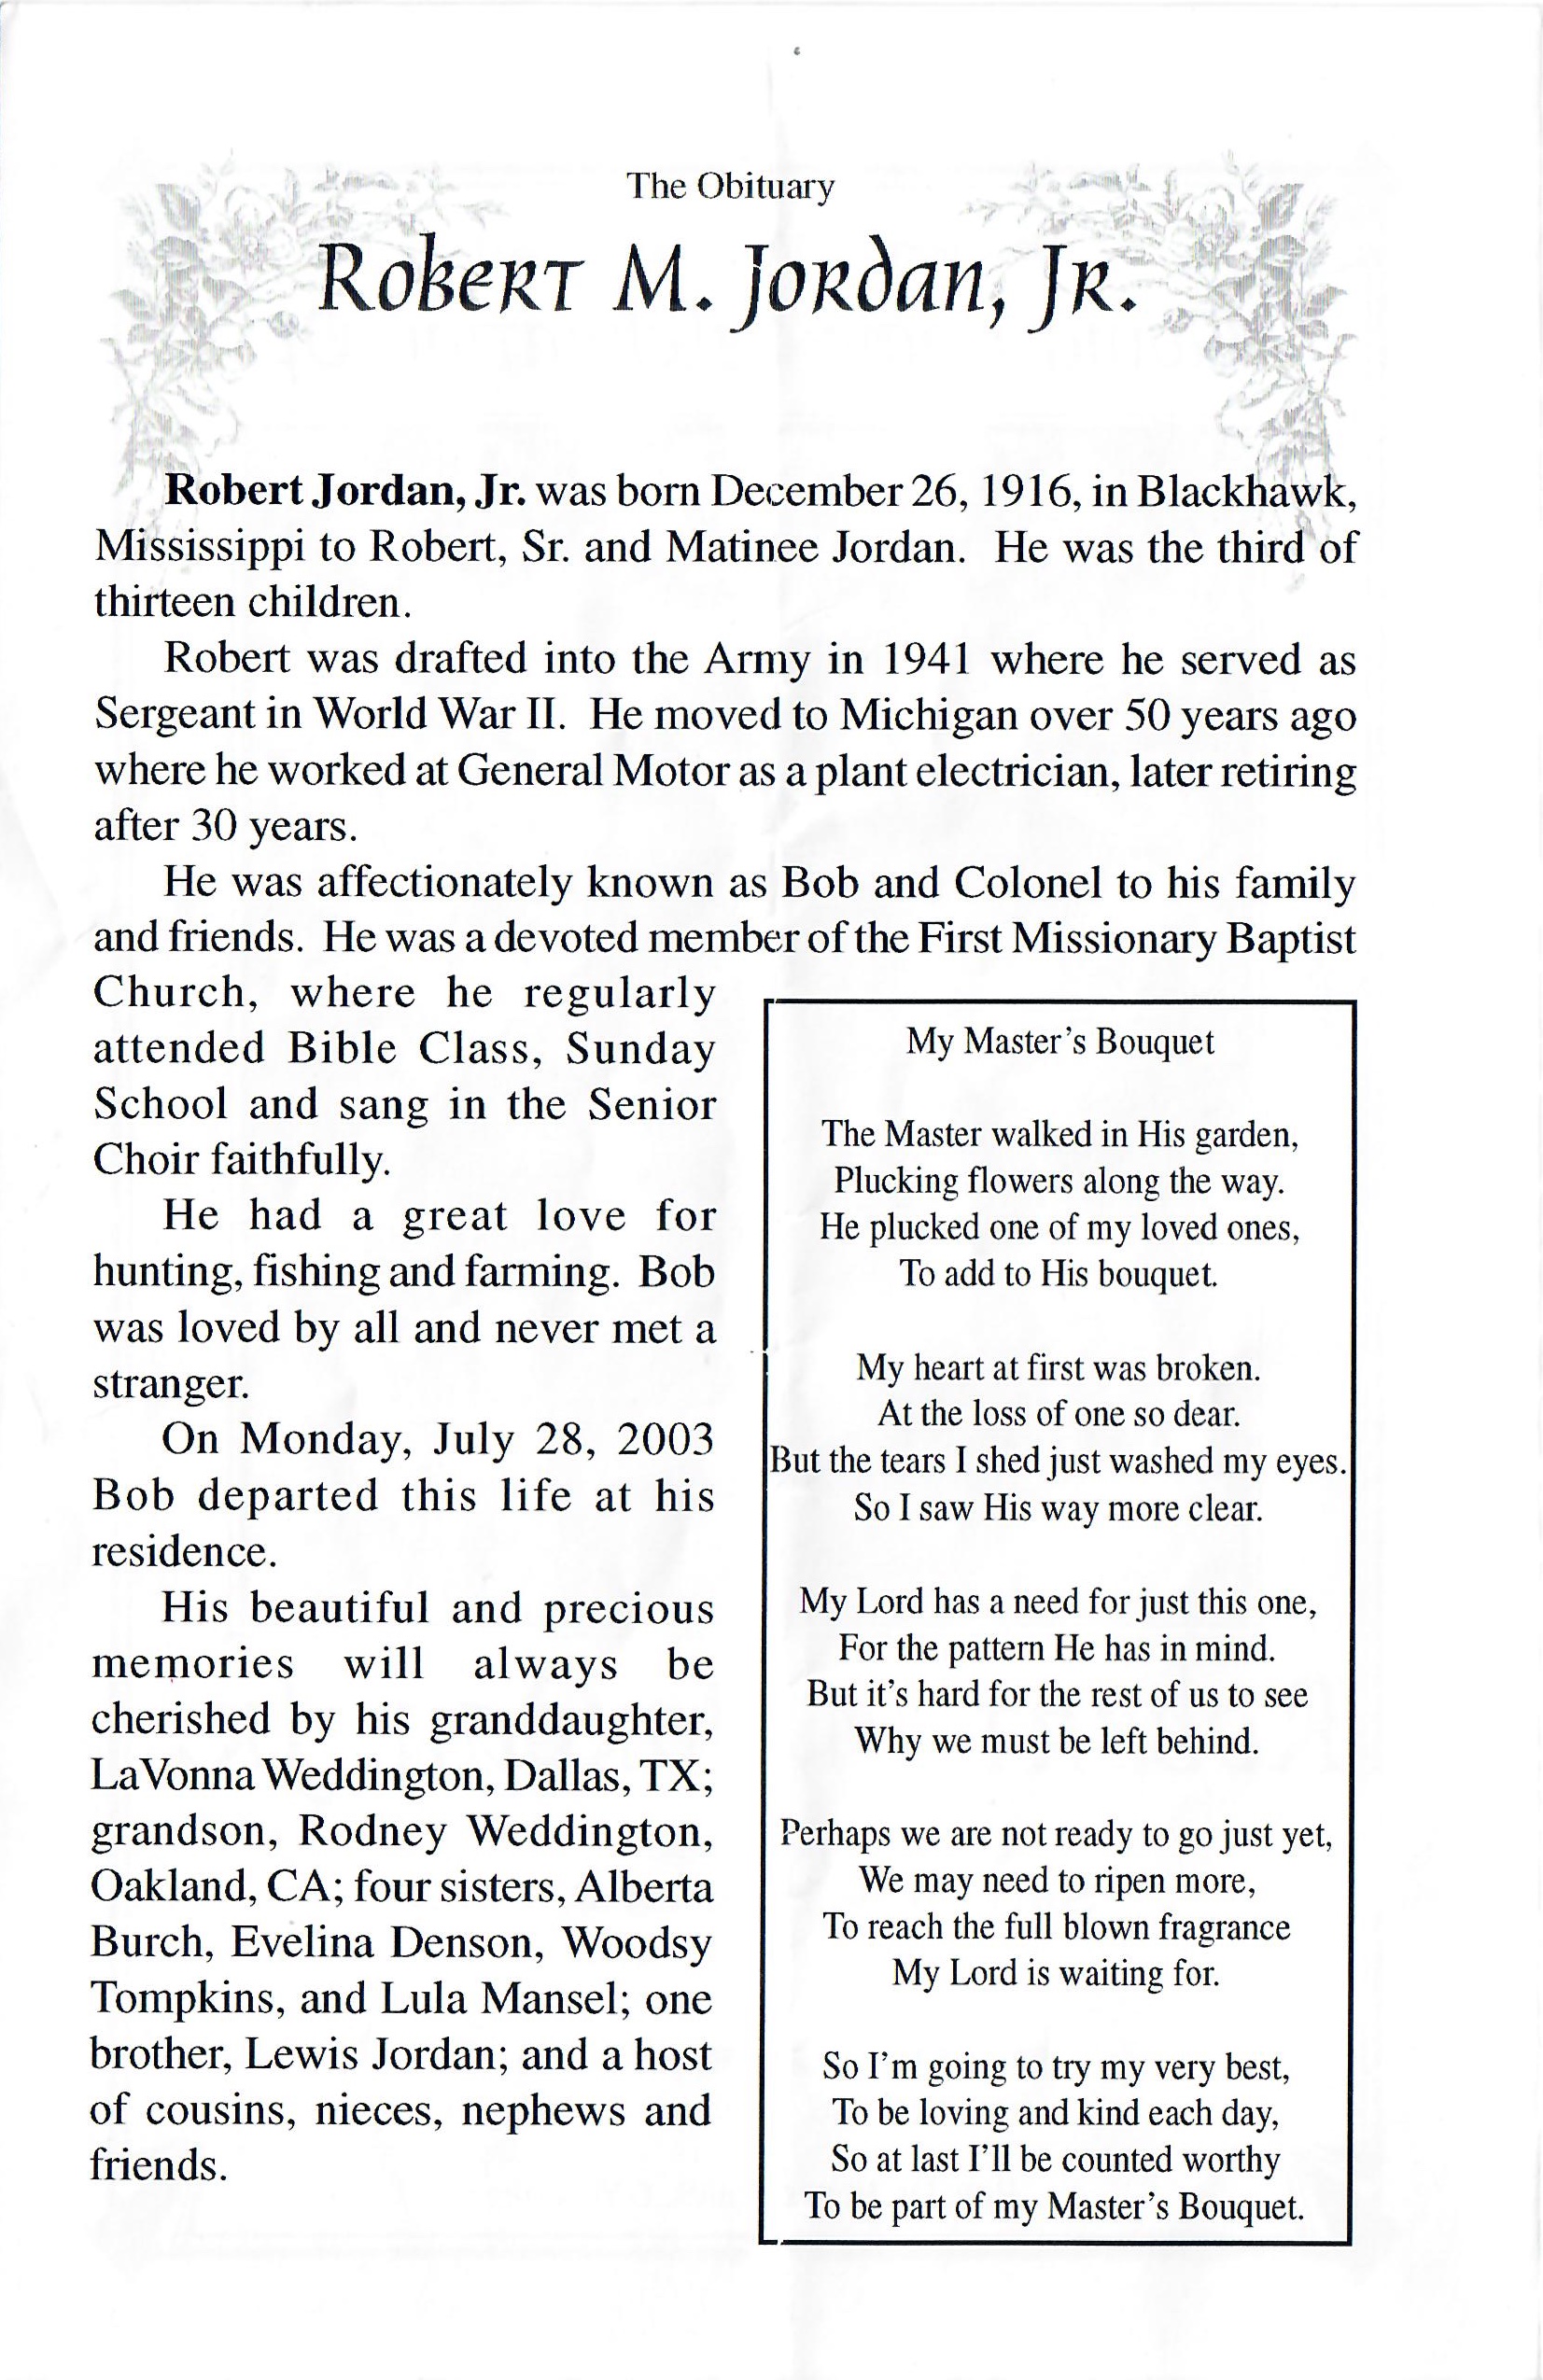 The Obituary
Robert M. Jordan, Jr.
Robert Jordan, Jr. was born December 26, 1916, in Blackhawk,
Mississippi to Robert, Sr. and Matinee Jordan. He was the third of
thirteen children.
Robert was drafted into the Army in 1941 where he served as
Sergeant in World War II. He moved to Michigan over 50 years ago
where he worked at General Motor as a plant electrician, later retiring
after 30 years.
He was affectionately known as Bob and Colonel to his family
and friends. He was a devoted member of the First Missionary Baptist
Church, where he regularly
attended Bible Class, Sunday
School and sang in the Senior
Choir faithfully.
He had a great love for
hunting, fishing and farming. Bob
was loved by all and never met a
stranger.
On Monday, July 28, 2003
Bob departed this life at his
residence.
His beautiful and precious
memories will always be
cherished by his granddaughter,
LaVonna Weddington, Dallas, TX;
grandson, Rodney Weddington,
Oakland, CA; four sisters, Alberta
Burch, Evelina Denson, Woodsy
Tompkins, and Lula Mansel; one
brother, Lewis Jordan; and a host
of cousins, nieces, nephews and
friends.
My Master's Bouquet
The Master walked in His garden,
Plucking flowers along the way.
He plucked one of my loved ones,
To add to His bouquet.
My heart at first was broken.
At the loss of one so dear.
But the tears I shed just washed my eyes.
So I saw His way more clear.
My Lord has a need for just this one,
For the pattern He has in mind.
But it's hard for the rest of us to see
Why we must be left behind.
Perhaps we are not ready to go just yet,
We may need to ripen more,
To reach the full blown fragrance
My Lord is waiting for.
So I'm going to try my very best,
To be loving and kind each day,
So at last I'll be counted worthy
To be part of my Master's Bouquet.